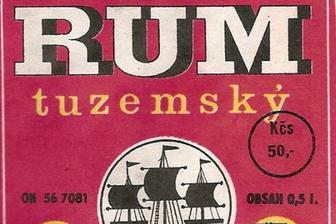 RUM
tuzemský
Kčs
50,-
ON 56 7081
OBSAH 0,5 l.